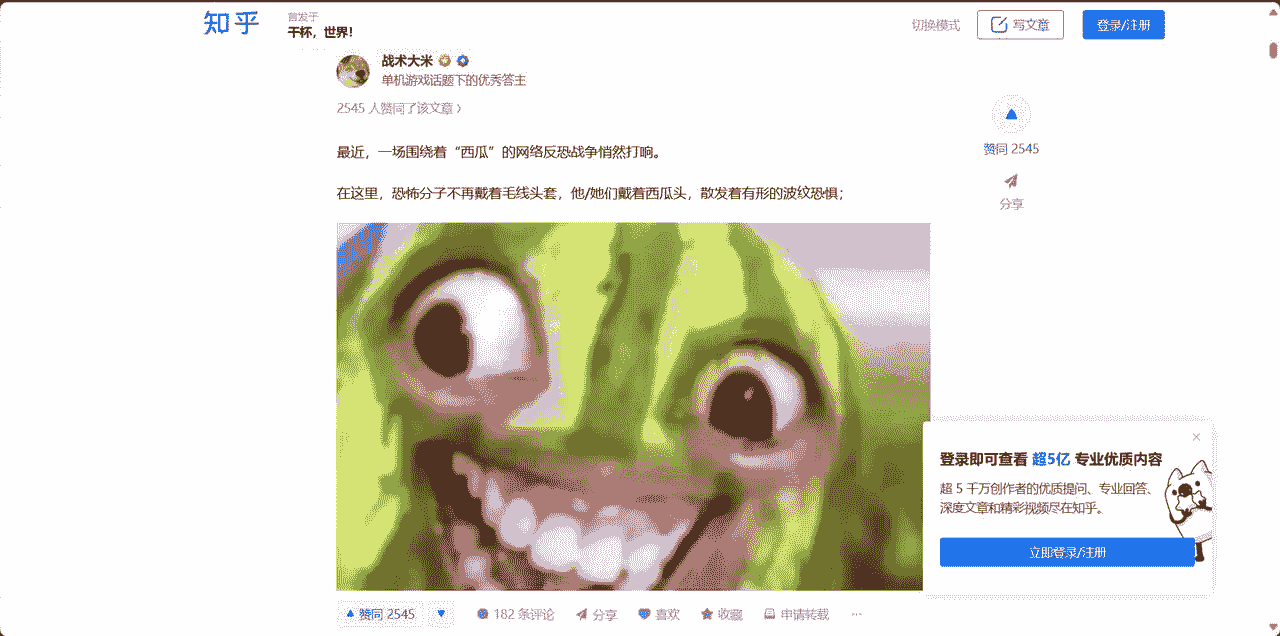 知乎
首发于
干杯，世界！
切换模式
写文章
登录/注册
战术大米
单机游戏话题下的优秀答主
2545 人赞同了该文章 ›
赞同 2545
分享
最近，一场围绕着“西瓜”的网络反恐战争悄然打响。
在这里，恐怖分子不再戴着毛线头套，他/她们戴着西瓜头，散发着有形的波纹恐惧；
登录即可查看 超5亿 专业优质内容
超 5 千万创作者的优质提问、专业回答、
深度文章和精彩视频尽在知乎。
立即登录/注册
赞同 2545
182 条评论
分享
喜欢
收藏
申请转载